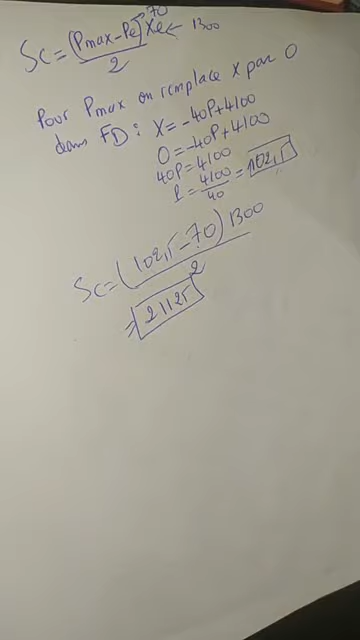 70
Sc = (Pmax - Pe) Xe ← 1300
2
Pour Pmax on remplace X par 0
dans FD: X = -40P + 4100
0 = -40P + 4100
40P = 4100
P = 4100/40 = 102,5
Sc = (102,5 - 70) 1300
2
= 21125